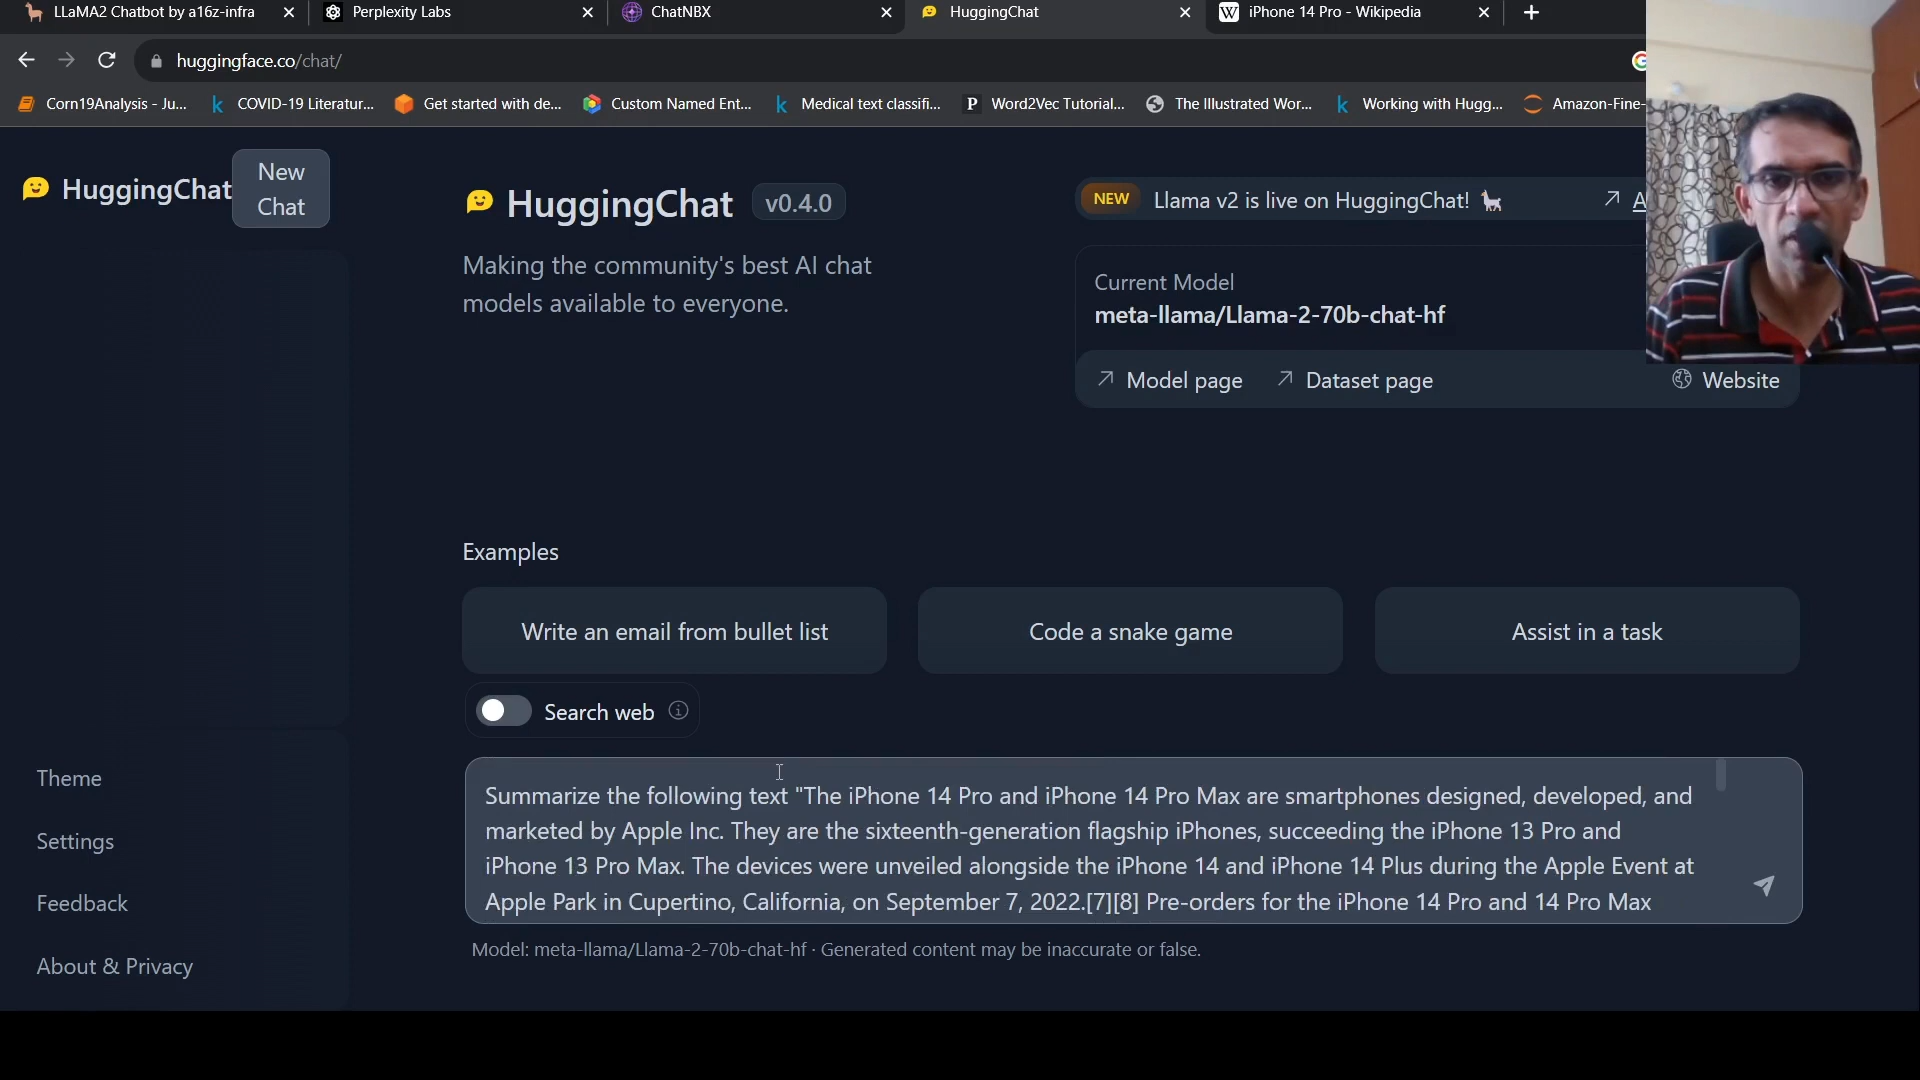 LLaMA2 Chatbot by a16z-infra
Perplexity Labs
ChatNBX
HuggingChat
iPhone 14 Pro - Wikipedia
huggingface.co/chat/
Corn19Analysis - Ju...
COVID-19 Literatur...
Get started with de...
Custom Named Ent...
Medical text classifi...
Word2Vec Tutorial...
The Illustrated Wor...
Working with Hugg...
Amazon-Fine-
HuggingChat
New
Chat
HuggingChat
v0.4.0
Making the community's best AI chat
models available to everyone.
NEW
Llama v2 is live on HuggingChat! 🦙
A
Current Model
meta-llama/Llama-2-70b-chat-hf
Model page
Dataset page
Website
Examples
Write an email from bullet list
Code a snake game
Assist in a task
Search web
Summarize the following text "The iPhone 14 Pro and iPhone 14 Pro Max are smartphones designed, developed, and
marketed by Apple Inc. They are the sixteenth-generation flagship iPhones, succeeding the iPhone 13 Pro and
iPhone 13 Pro Max. The devices were unveiled alongside the iPhone 14 and iPhone 14 Plus during the Apple Event at
Apple Park in Cupertino, California, on September 7, 2022.[7][8] Pre-orders for the iPhone 14 Pro and 14 Pro Max
Model: meta-llama/Llama-2-70b-chat-hf · Generated content may be inaccurate or false.
Theme
Settings
Feedback
About & Privacy